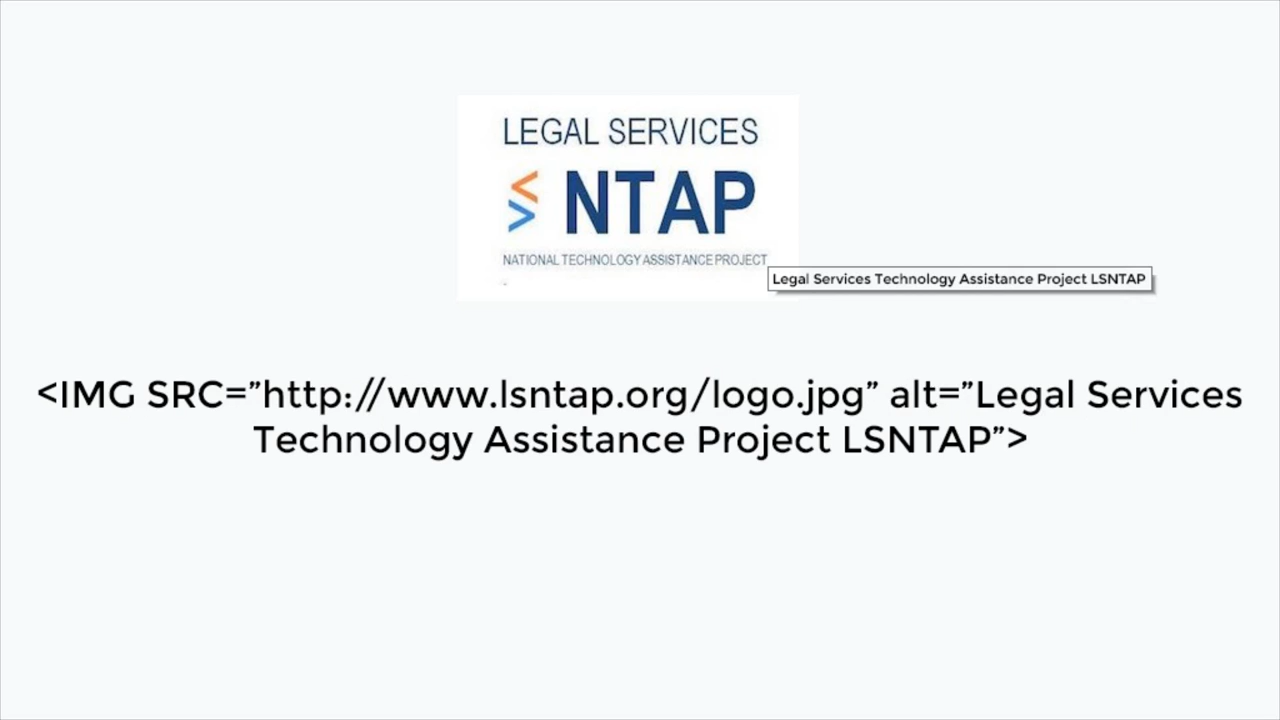 LEGAL SERVICES
NTAP
NATIONAL TECHNOLOGY ASSISTANCE PROJECT
Legal Services Technology Assistance Project LSNTAP
<IMG SRC=”http://www.lsntap.org/logo.jpg” alt=”Legal Services
Technology Assistance Project LSNTAP”>